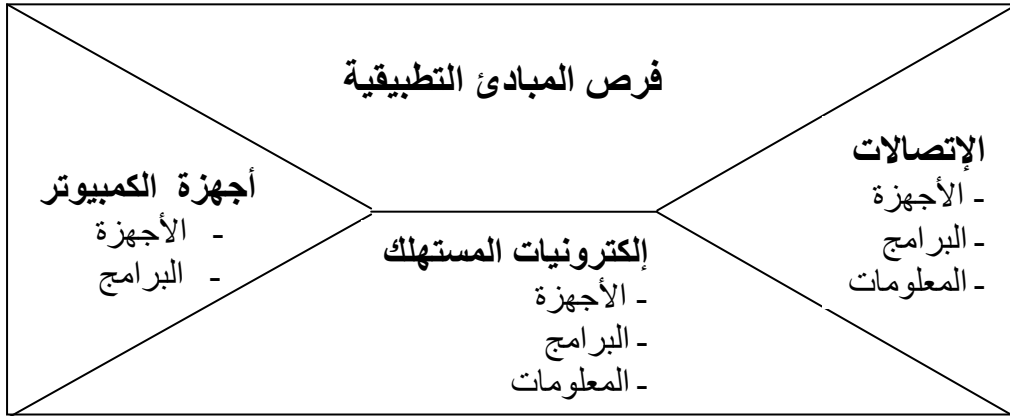 فرص المبادئ التطبيقية
الإتصالات
- الأجهزة
- البرامج
- المعلومات
أجهزة الكمبيوتر
- الأجهزة
- البرامج
إلكترونيات المستهلك
- الأجهزة
- البرامج
- المعلومات